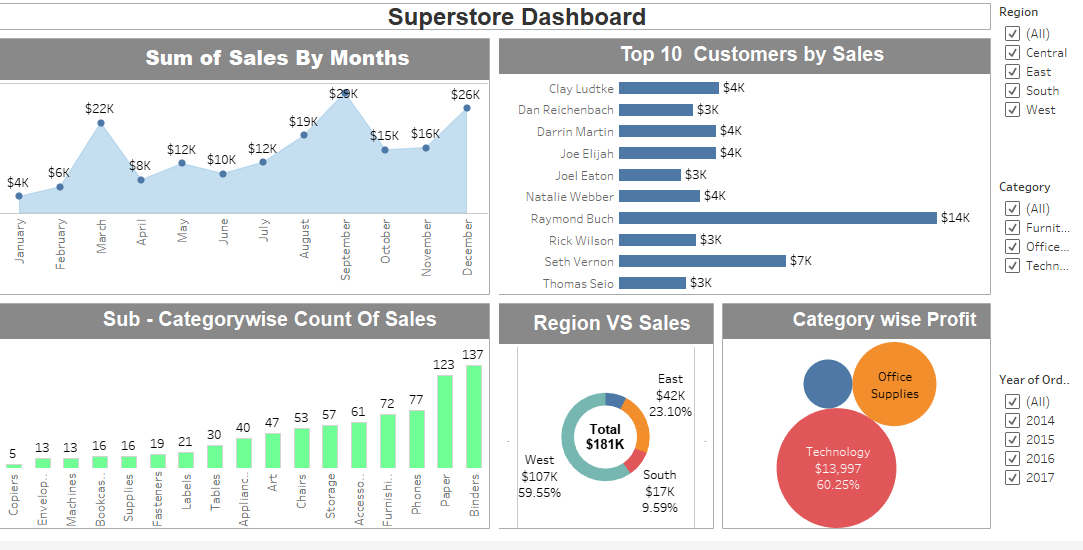 Superstore Dashboard
Sum of Sales By Months
$4K
$6K
$22K
$8K
$12K
$10K
$12K
$19K
$29K
$15K
$16K
$26K
January
February
March
April
May
June
July
August
September
October
November
December
Top 10 Customers by Sales
Clay Ludtke $4K
Dan Reichenbach $3K
Darrin Martin $4K
Joe Elijah $4K
Joel Eaton $3K
Natalie Webber $4K
Raymond Buch $14K
Rick Wilson $3K
Seth Vernon $7K
Thomas Seio $3K
Sub - Categorywise Count Of Sales
5
13
13
16
16
19
21
30
40
47
53
57
61
72
77
123
137
Copiers
Envelop..
Machines
Bookcas..
Supplies
Fasteners
Labels
Tables
Applianc..
Art
Chairs
Storage
Accesso..
Furnishi..
Phones
Paper
Binders
Region VS Sales
East
$42K
23.10%
Total
$181K
West
$107K
59.55%
South
$17K
9.59%
Category wise Profit
Office
Supplies
Technology
$13,997
60.25%
Region
(All)
Central
East
South
West
Category
(All)
Furnit...
Office...
Techn...
Year of Ord..
(All)
2014
2015
2016
2017